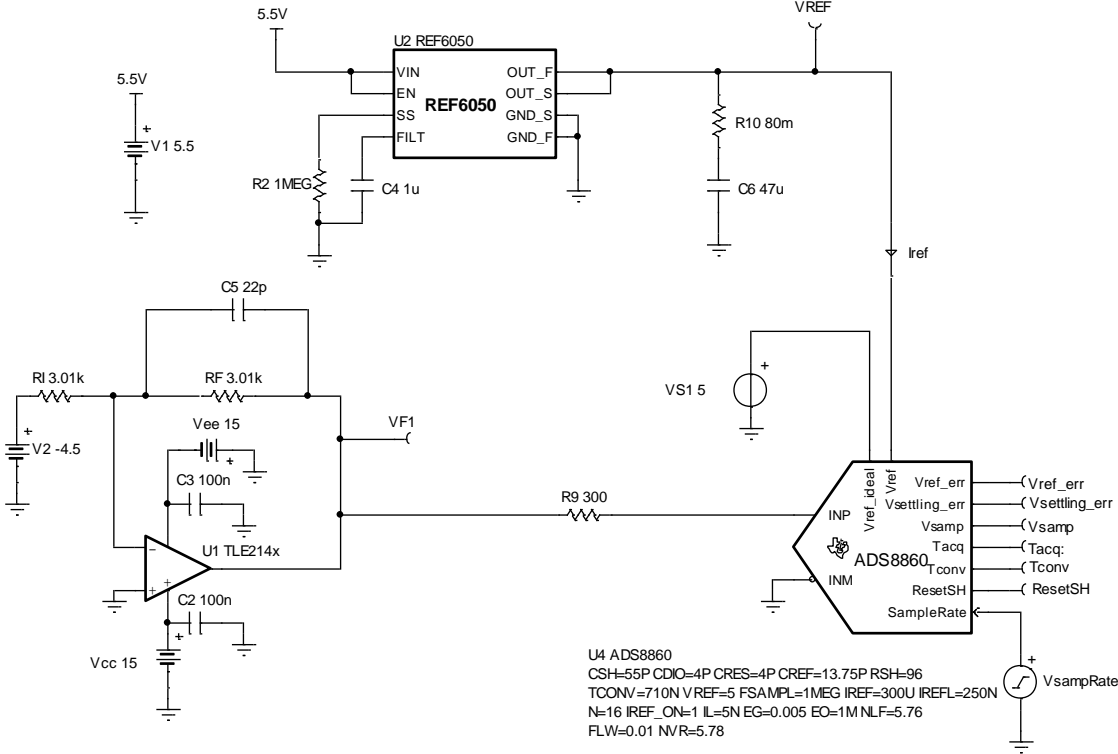 5.5V
U2 REF6050
VREF
VIN
EN
SS
FILT
REF6050
OUT_F
OUT_S
GND_S
GND_F
5.5V
+
V1 5.5
R2 1MEG
C4 1u
R10 80m
C6 47u
Iref
C5 22p
RI 3.01k
RF 3.01k
+
V2 -4.5
Vee 15
+
C3 100n
VF1
U1 TLE214x
-
+
+
+
C2 100n
+
Vcc 15
R9 300
VS1 5
+
Vref_ideal
Vref
INP
INM
ADS8860
Vref_err
Vsettling_err
Vsamp
Tacq
Tconv
ResetSH
SampleRate
Vref_err
Vsettling_err
Vsamp
Tacq:
Tconv
ResetSH
+
VsampRate
U4 ADS8860
CSH=55P CDIO=4P CRES=4P CREF=13.75P RSH=96
TCONV=710N VREF=5 FSAMPL=1MEG IREF=300U IREFL=250N
N=16 IREF_ON=1 IL=5N EG=0.005 EO=1M NLF=5.76
FLW=0.01 NVR=5.78